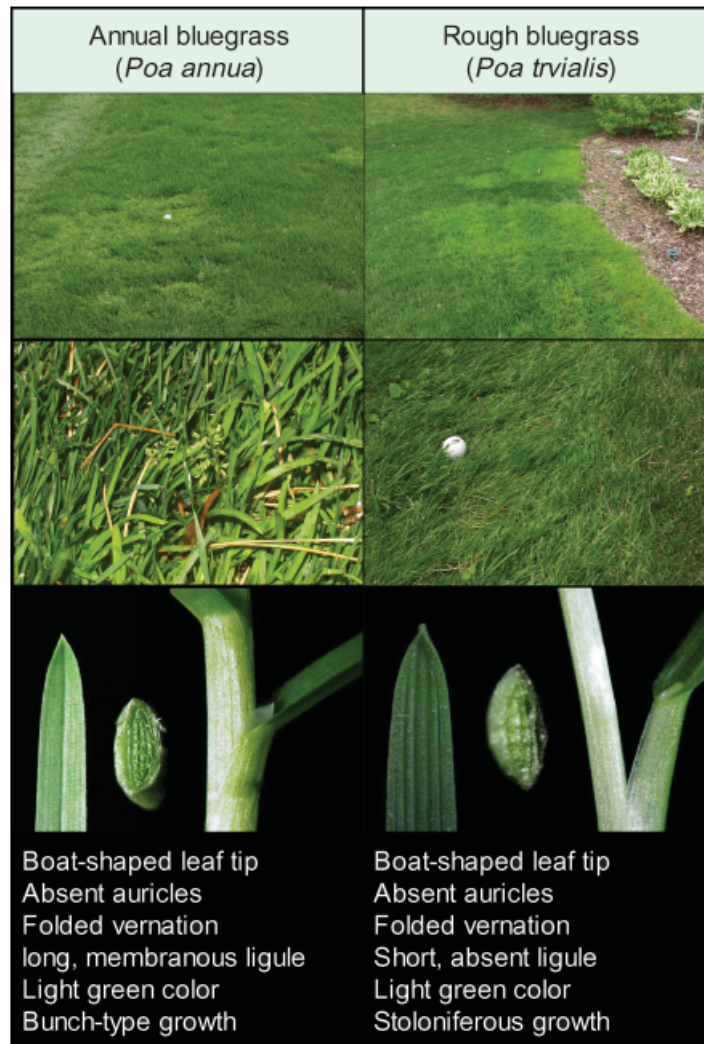 Annual bluegrass
(Poa annua)
Rough bluegrass
(Poa trvialis)
Boat-shaped leaf tip
Absent auricles
Folded vernation
long, membranous ligule
Light green color
Bunch-type growth
Boat-shaped leaf tip
Absent auricles
Folded vernation
Short, absent ligule
Light green color
Stoloniferous growth